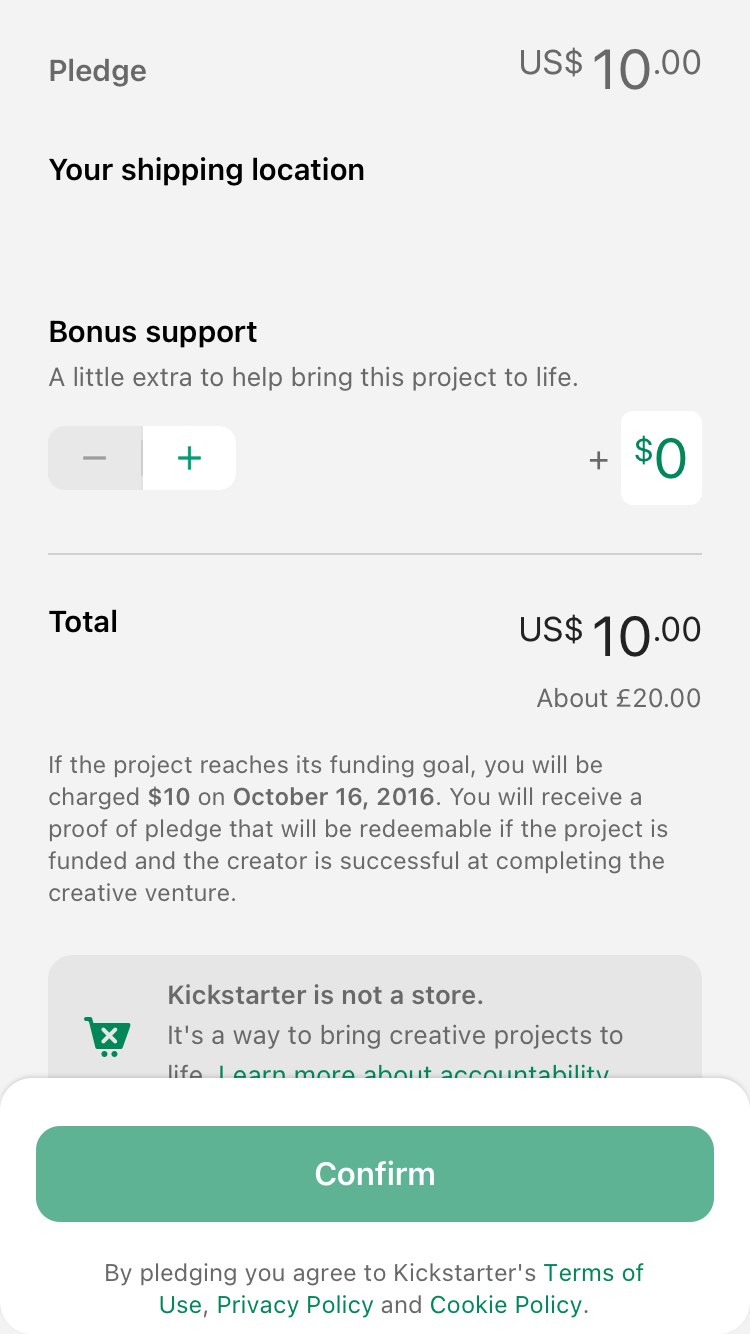 Pledge
US$ 10.00
Your shipping location
Bonus support
A little extra to help bring this project to life.
− +
+ $0
Total
US$ 10.00
About £20.00
If the project reaches its funding goal, you will be
charged $10 on October 16, 2016. You will receive a
proof of pledge that will be redeemable if the project is
funded and the creator is successful at completing the
creative venture.
Kickstarter is not a store.
It's a way to bring creative projects to
life. Learn more about accountability.
Confirm
By pledging you agree to Kickstarter's Terms of
Use, Privacy Policy and Cookie Policy.